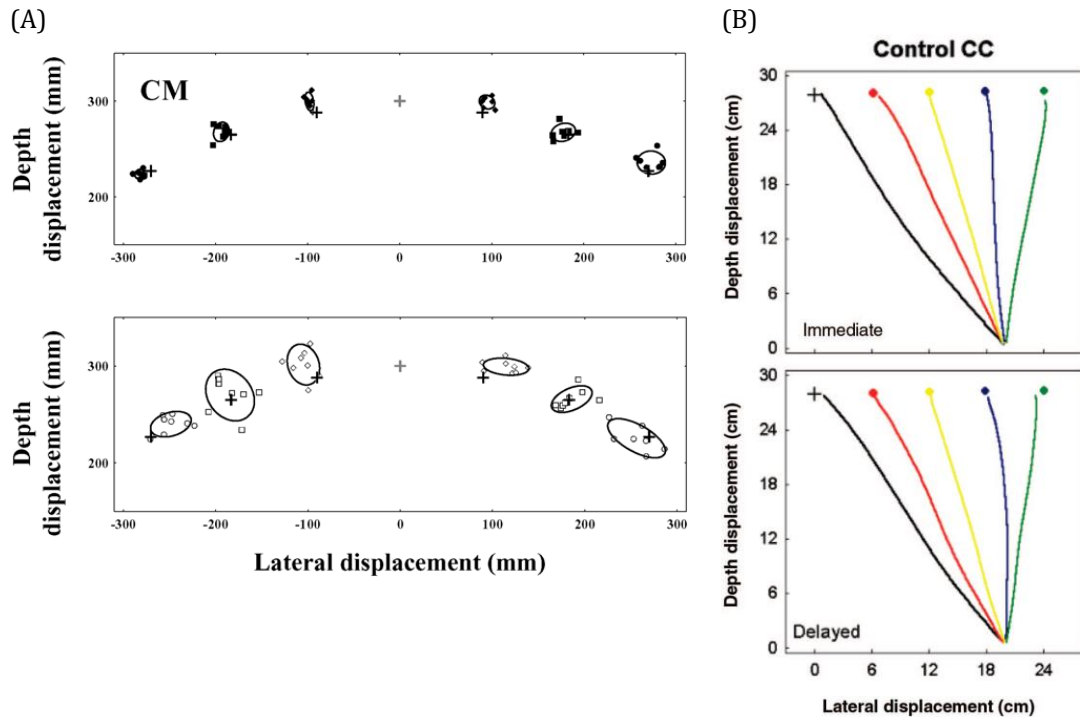 (A)
CM
Depth
displacement (mm)
300
200
-300 -200 -100 0 100 200 300
Depth
displacement (mm)
300
200
-300 -200 -100 0 100 200 300
Lateral displacement (mm)
(B)
Control CC
Depth displacement (cm)
30
24
18
12
6
0
Immediate
Depth displacement (cm)
30
24
18
12
6
0
Delayed
0 6 12 18 24
Lateral displacement (cm)